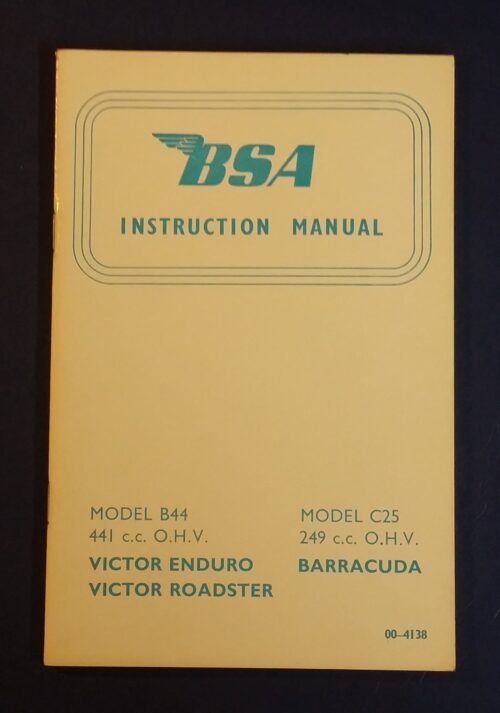 BSA
INSTRUCTION MANUAL
MODEL B44
441 c.c. O.H.V.
VICTOR ENDURO
VICTOR ROADSTER
MODEL C25
249 c.c. O.H.V.
BARRACUDA
00-4138